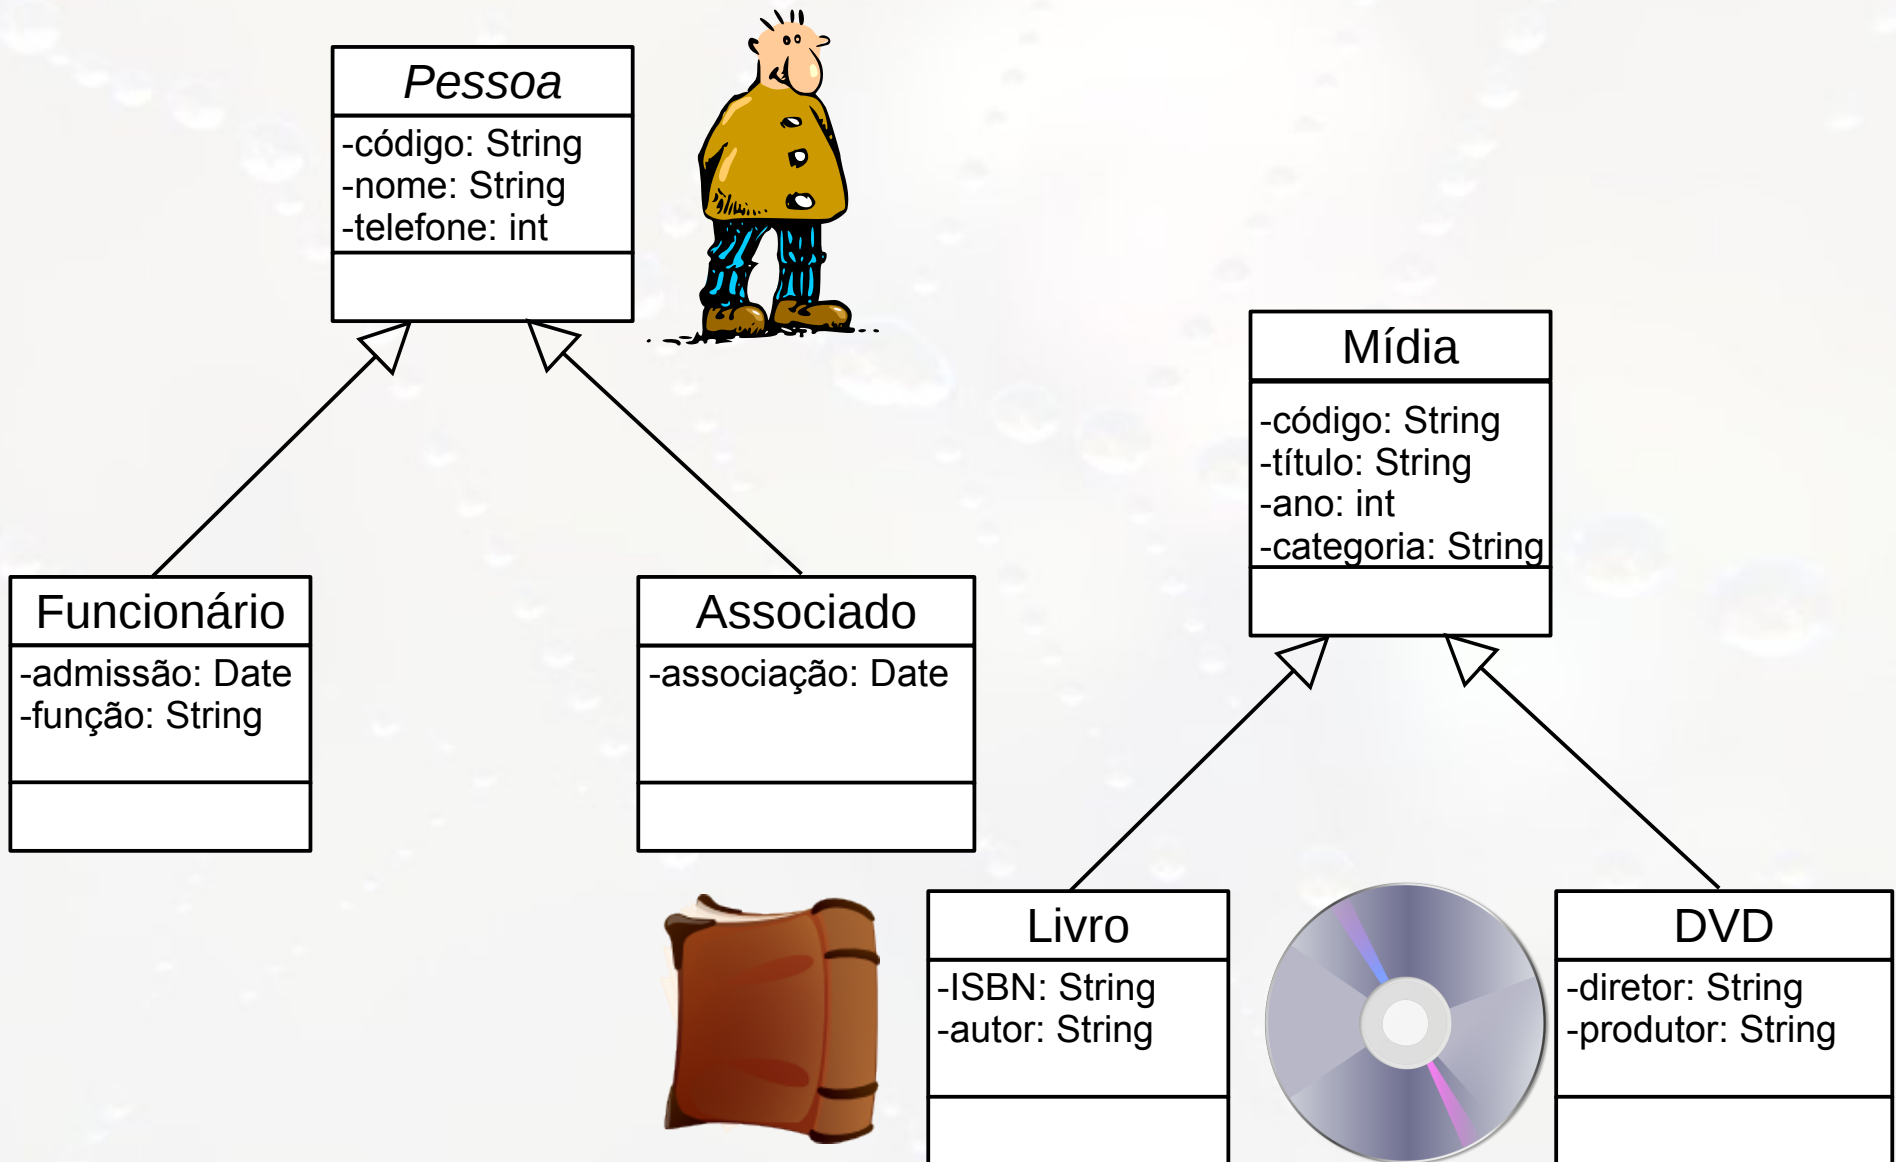 Pessoa
-código: String
-nome: String
-telefone: int
Funcionário
-admissão: Date
-função: String
Associado
-associação: Date
Mídia
-código: String
-título: String
-ano: int
-categoria: String
Livro
-ISBN: String
-autor: String
DVD
-diretor: String
-produtor: String